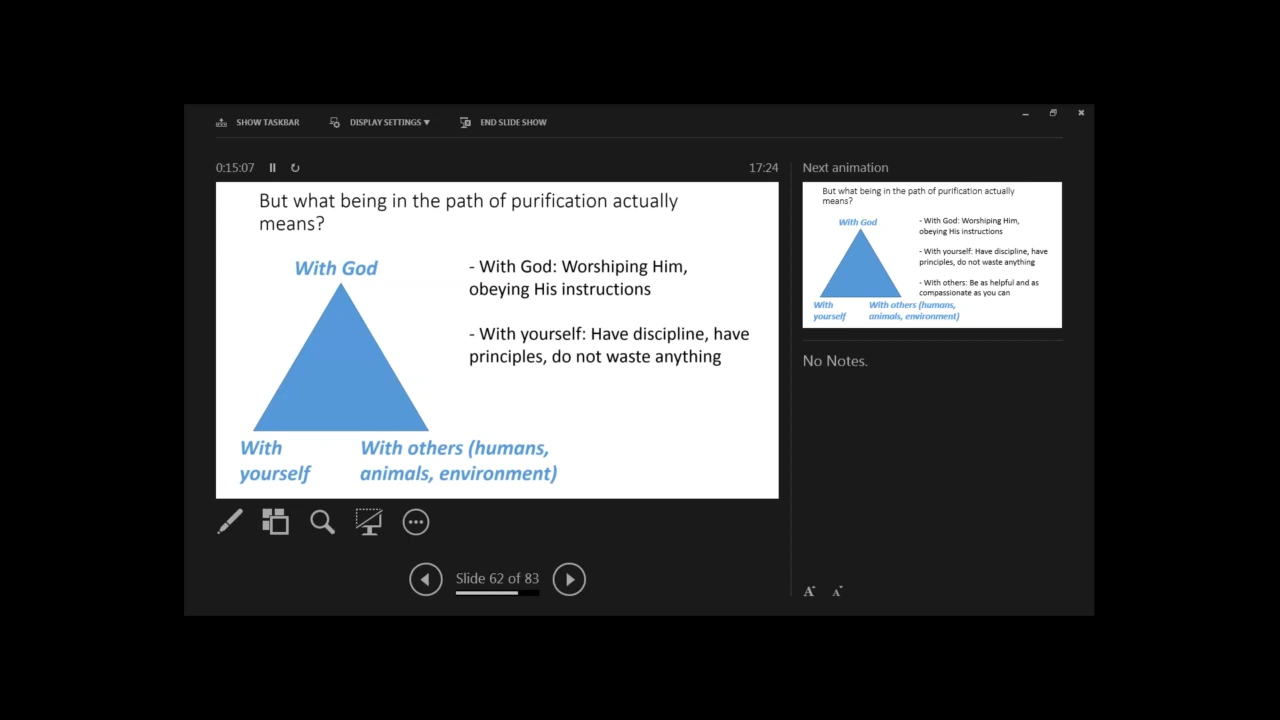 SHOW TASKBAR
DISPLAY SETTINGS ▼
END SLIDE SHOW
0:15:07
17:24
But what being in the path of purification actually
means?
With God
- With God: Worshiping Him,
obeying His instructions
- With yourself: Have discipline, have
principles, do not waste anything
With
yourself
With others (humans,
animals, environment)
Slide 62 of 83
Next animation
But what being in the path of purification actually
means?
With God
- With God: Worshiping Him,
obeying His instructions
- With yourself: Have discipline, have
principles, do not waste anything
- With others: Be as helpful and as
compassionate as you can
With
yourself
With others (humans,
animals, environment)
No Notes.
A A